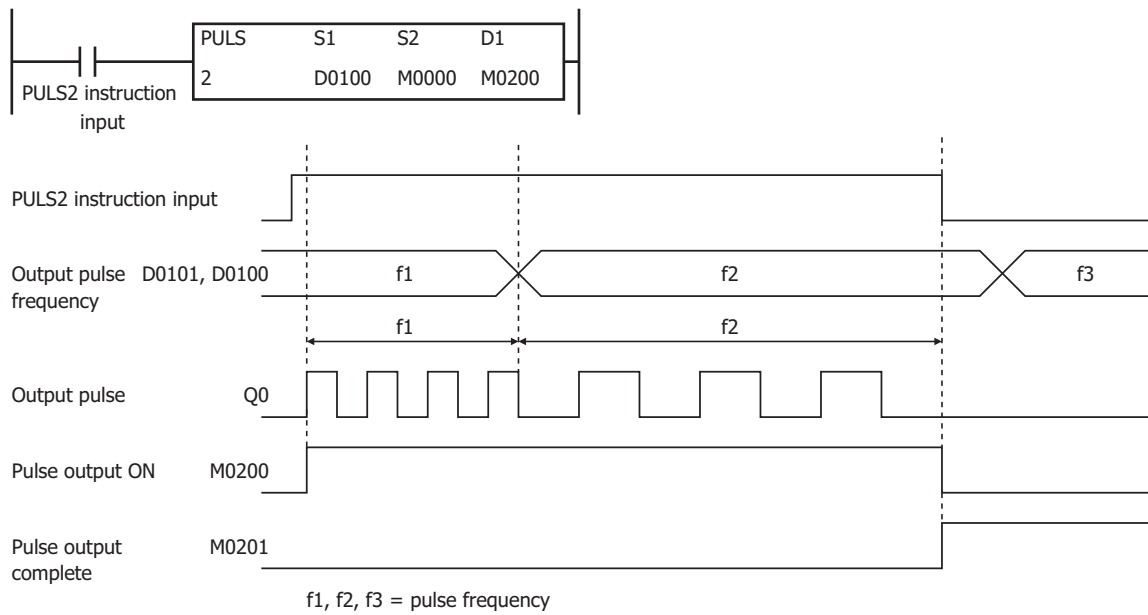 PULS S1 S2 D1
2 D0100 M0000 M0200
PULS2 instruction
input
PULS2 instruction input
Output pulse D0101, D0100 f1 f2 f3
frequency
f1 f2
Output pulse Q0
Pulse output ON M0200
Pulse output M0201
complete
f1, f2, f3 = pulse frequency